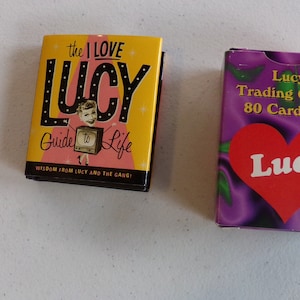 the I LOVE
LUCY
Guide to Life
WISDOM FROM LUCY AND THE GANG!
Lucy
Trading
80 Card
Luc